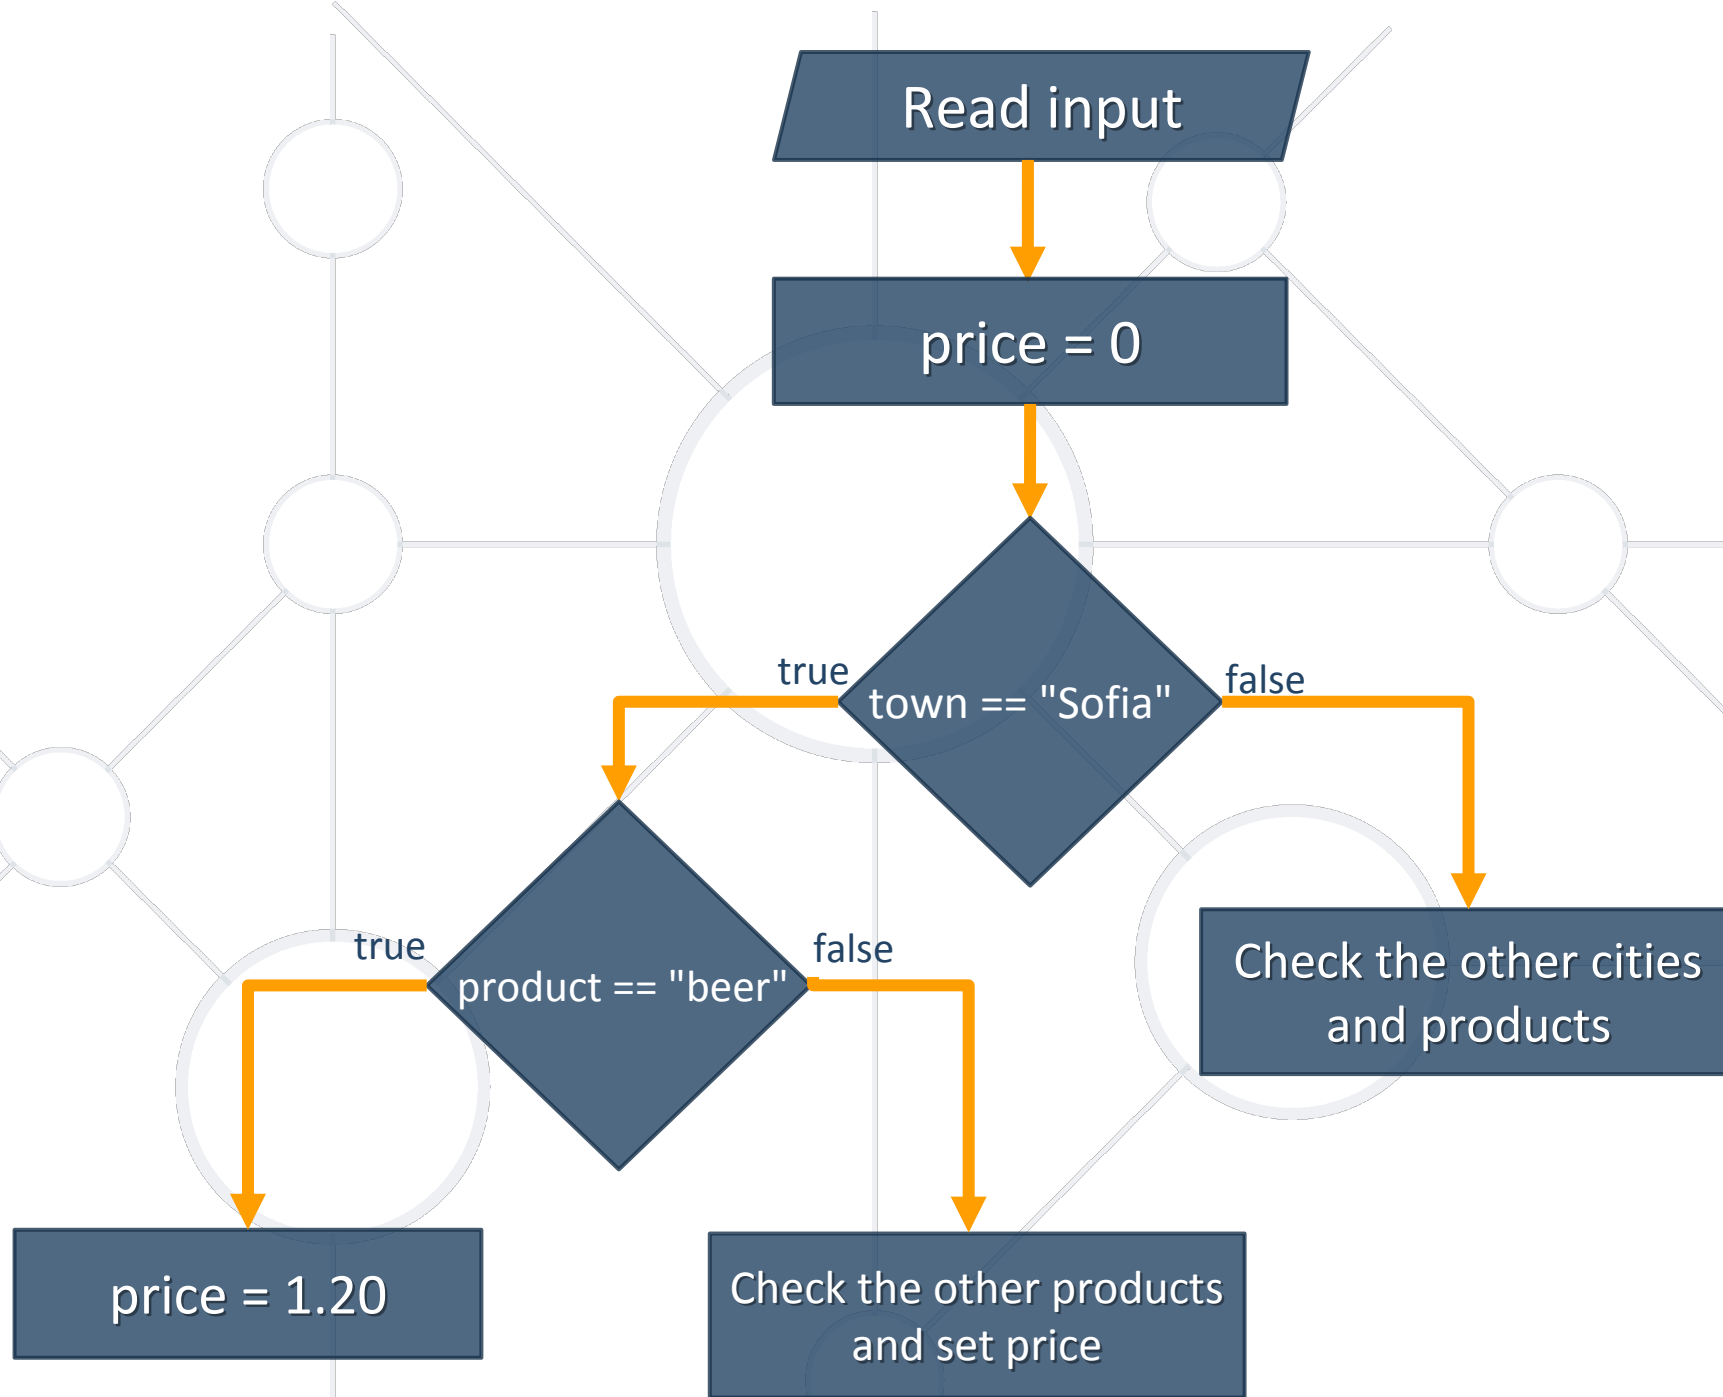 Read input
price = 0
true
false
town == "Sofia"
true
false
product == "beer"
Check the other cities
and products
price = 1.20
Check the other products
and set price